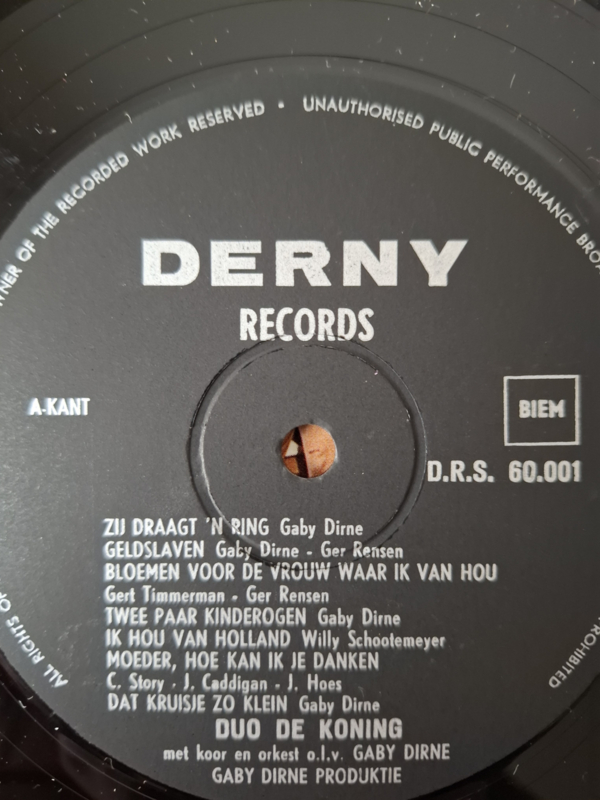 WNER OF THE RECORDED WORK RESERVED • UNAUTHORISED PUBLIC PERFORMANCE BROA
DERNY
RECORDS
A-KANT
BIEM
D.R.S. 60.001
ZIJ DRAAGT 'N RING Gaby Dirne
GELDSLAVEN Gaby Dirne - Ger Rensen
BLOEMEN VOOR DE VROUW WAAR IK VAN HOU
Gert Timmerman - Ger Rensen
TWEE PAAR KINDEROGEN Gaby Dirne
IK HOU VAN HOLLAND Willy Schootemeyer
MOEDER, HOE KAN IK JE DANKEN
C. Story - J. Caddigan - J. Hoes
DAT KRUISJE ZO KLEIN Gaby Dirne
DUO DE KONING
met koor en orkest o.l.v. GABY DIRNE
GABY DIRNE PRODUKTIE
ALL RIGHTS OF
PROHIBITED